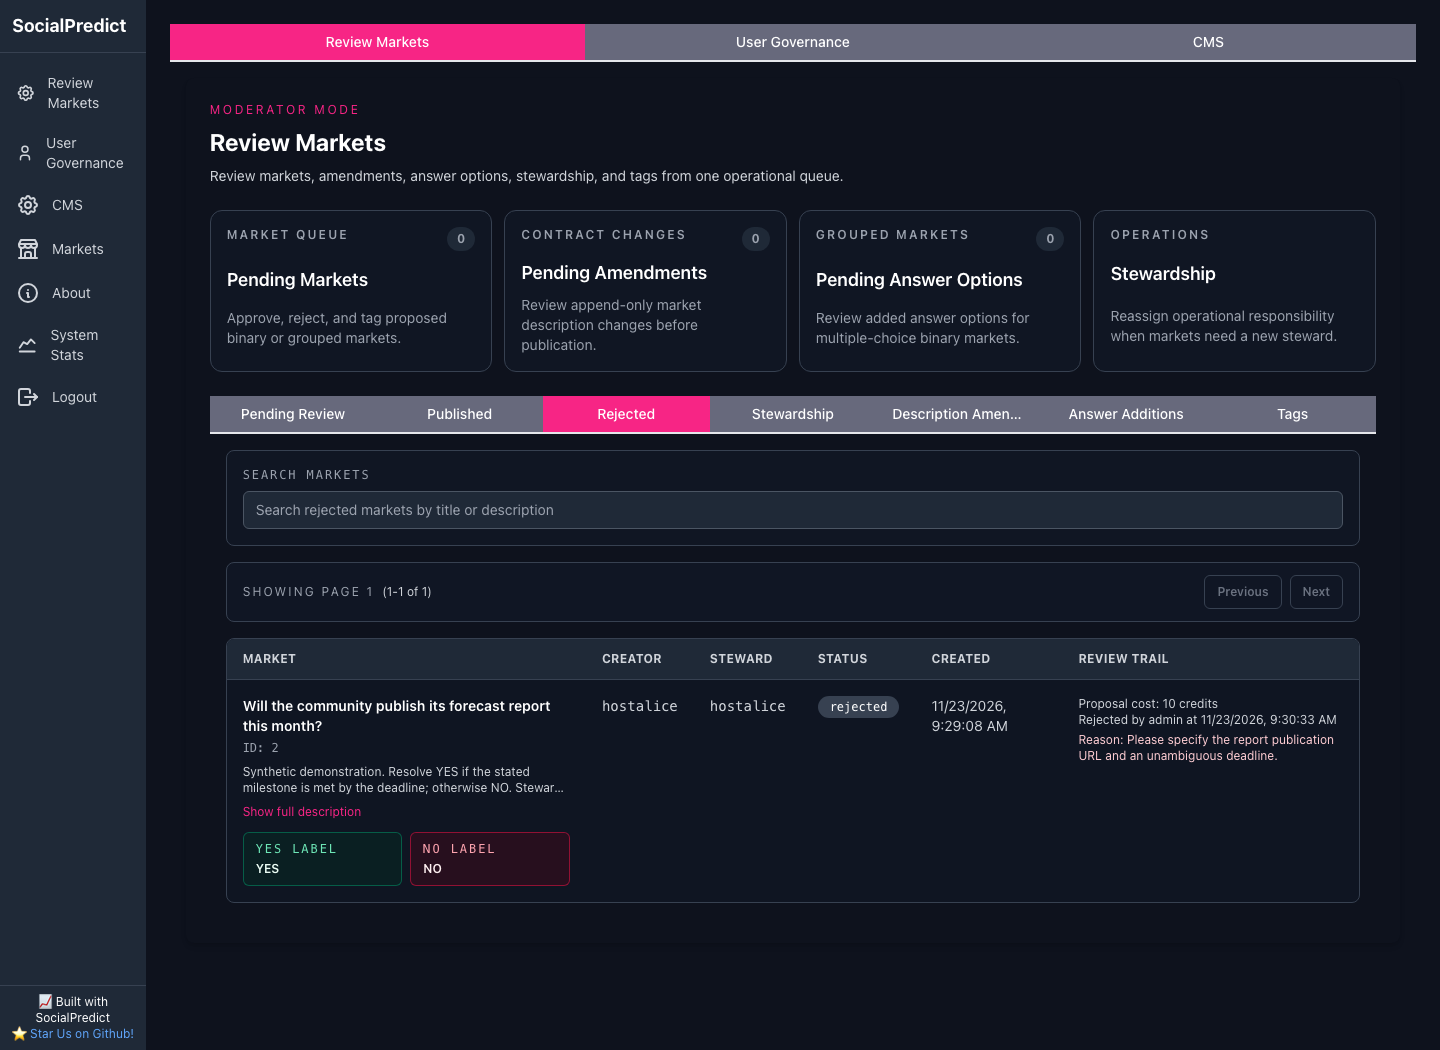 SocialPredict
Review
Markets
User
Governance
CMS
Markets
About
System
Stats
Logout
📈 Built with
SocialPredict
⭐ Star Us on Github!
Review Markets
User Governance
CMS
MODERATOR MODE
Review Markets
Review markets, amendments, answer options, stewardship, and tags from one operational queue.
MARKET QUEUE
0
Pending Markets
Approve, reject, and tag proposed
binary or grouped markets.
CONTRACT CHANGES
0
Pending Amendments
Review append-only market
description changes before
publication.
GROUPED MARKETS
0
Pending Answer Options
Review added answer options for
multiple-choice binary markets.
OPERATIONS
Stewardship
Reassign operational responsibility
when markets need a new steward.
Pending Review
Published
Rejected
Stewardship
Description Amen...
Answer Additions
Tags
SEARCH MARKETS
Search rejected markets by title or description
SHOWING PAGE 1 (1-1 of 1)
Previous
Next
MARKET
CREATOR
STEWARD
STATUS
CREATED
REVIEW TRAIL
Will the community publish its forecast report
this month?
ID: 2
Synthetic demonstration. Resolve YES if the stated
milestone is met by the deadline; otherwise NO. Stewar...
Show full description
YES LABEL
YES
NO LABEL
NO
hostalice
hostalice
rejected
11/23/2026,
9:29:08 AM
Proposal cost: 10 credits
Rejected by admin at 11/23/2026, 9:30:33 AM
Reason: Please specify the report publication
URL and an unambiguous deadline.